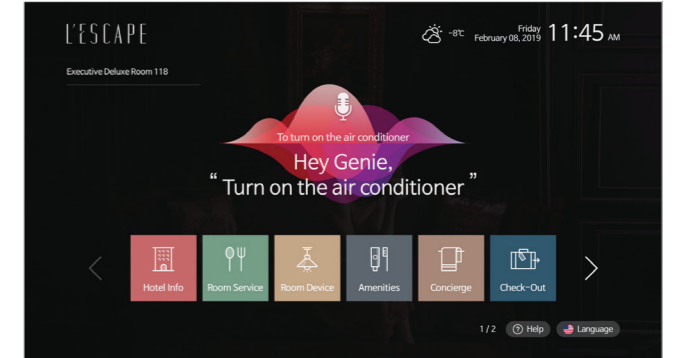 L'ESCAPE
-8℃ Friday February 08, 2019 11:45 AM
Executive Deluxe Room 118
To turn on the air conditioner
Hey Genie,
“ Turn on the air conditioner ”
Hotel Info
Room Service
Room Device
Amenities
Concierge
Check-Out
1 / 2
? Help
Language